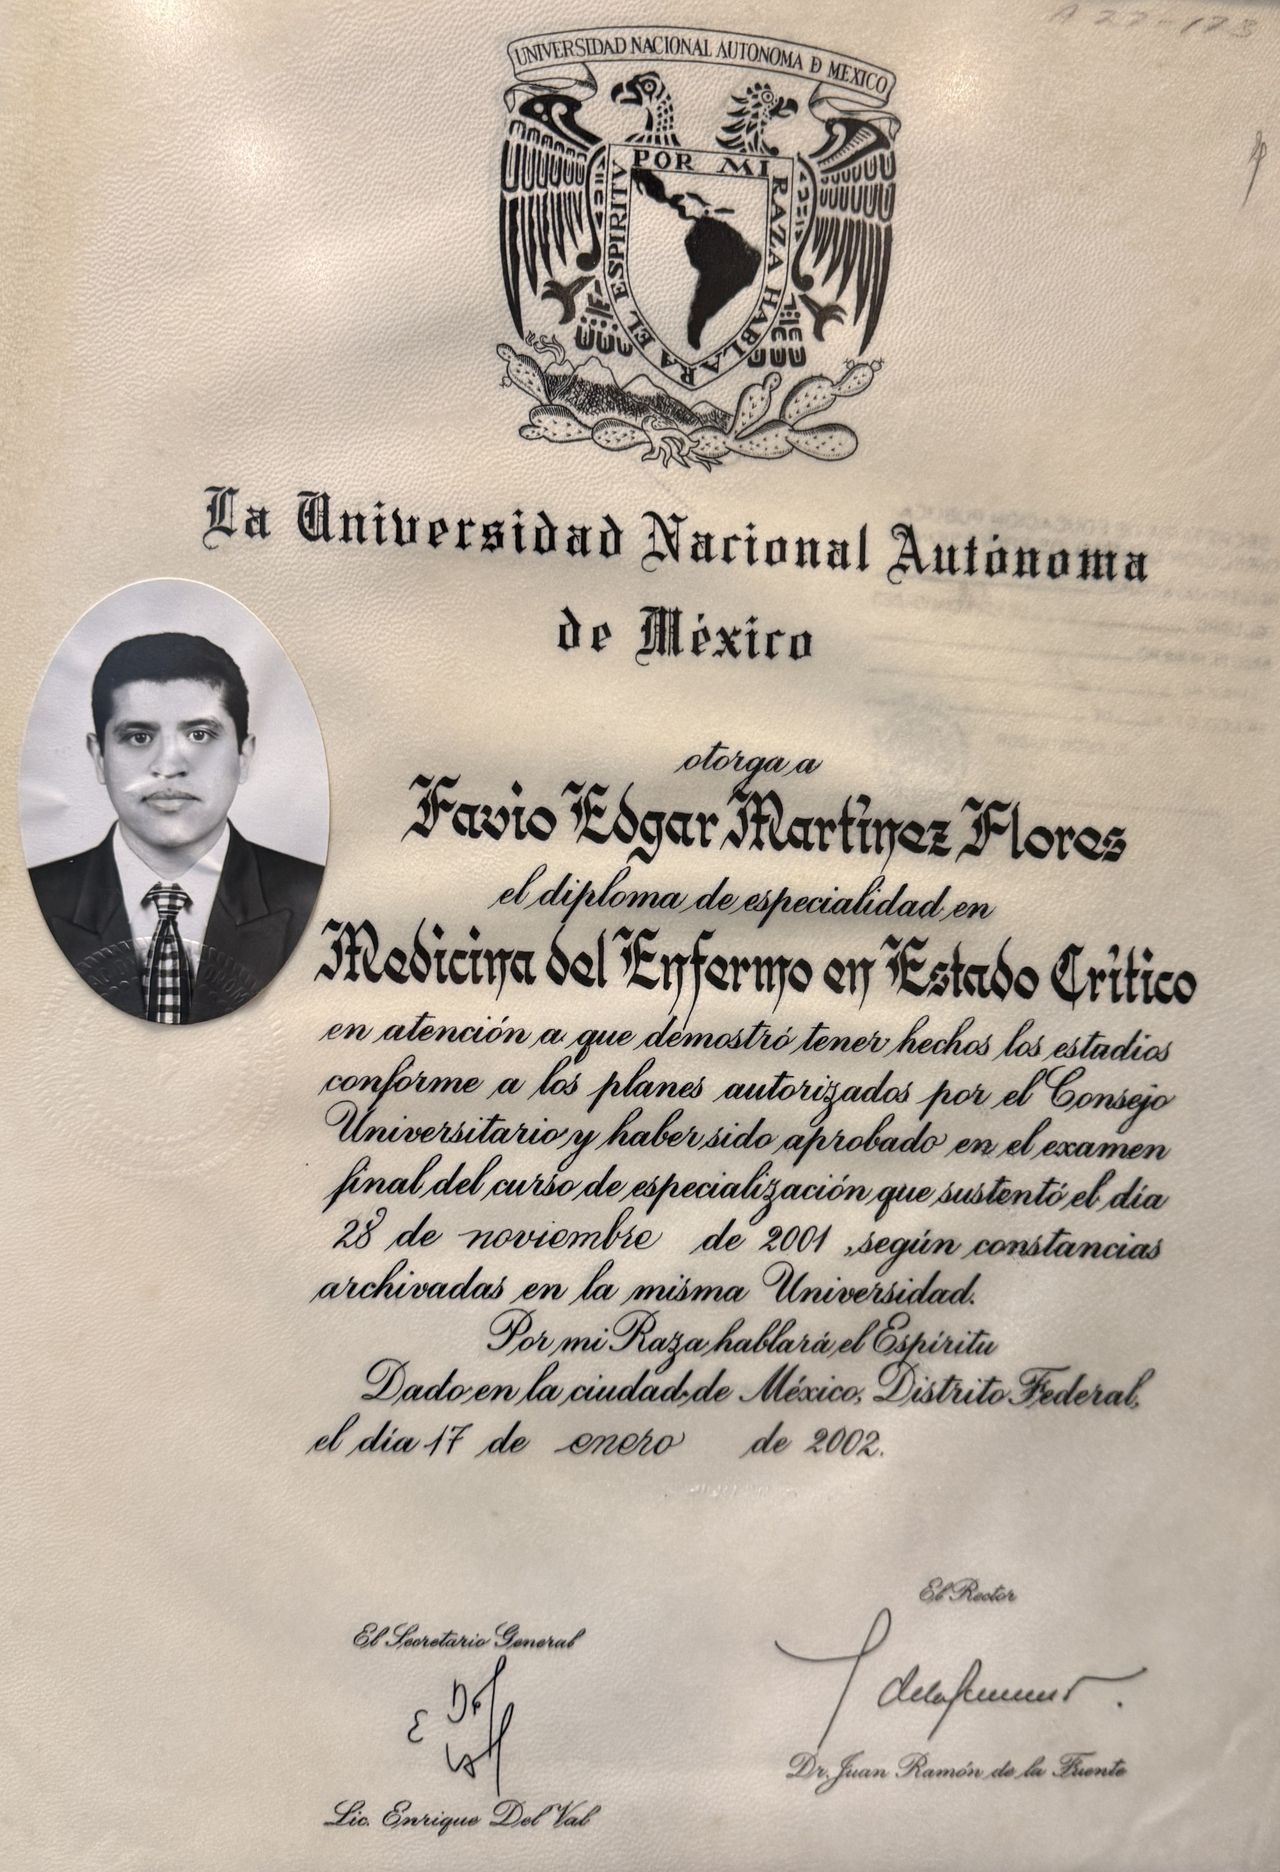 A 22-173
UNIVERSIDAD NACIONAL AUTONOMA D MEXICO
POR MI RAZA HABLARA EL ESPIRITV
La Universidad Nacional Autónoma
de México
otorga a
Favio Edgar Martínez Flores
el diploma de especialidad en
Medicina del Enfermo en Estado Crítico
en atención a que demostró tener hechos los estudios
conforme a los planes autorizados por el Consejo
Universitario y haber sido aprobado en el examen
final del curso de especialización que sustentó el día
28 de noviembre de 2001, según constancias
archivadas en la misma Universidad.
Por mi Raza hablará el Espíritu
Dado en la ciudad de México, Distrito Federal,
el día 17 de enero de 2002.
El Rector
El Secretario General
Dr. Juan Ramón de la Fuente
Lic. Enrique Del Val